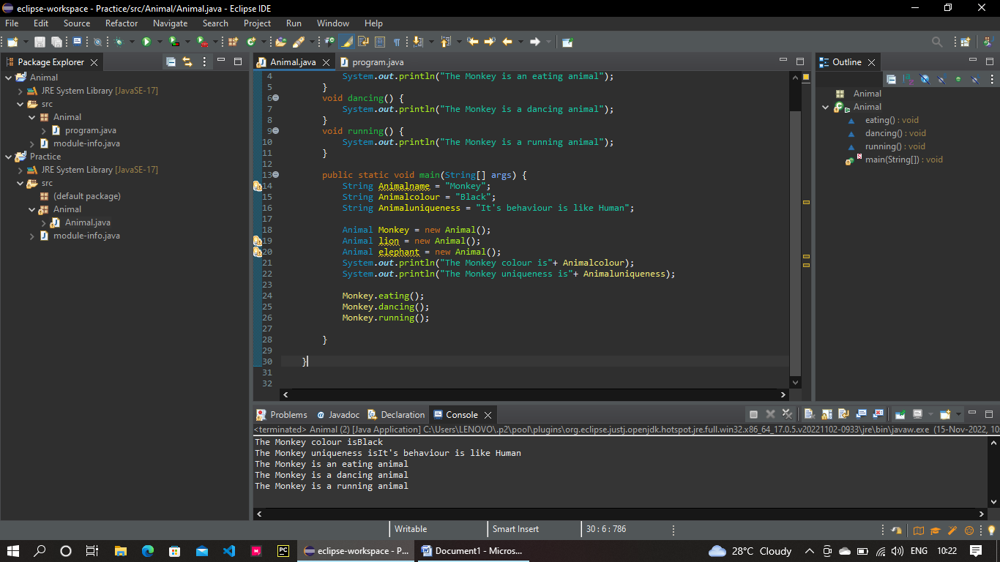 eclipse-workspace - Practice/src/Animal/Animal.java - Eclipse IDE
File Edit Source Refactor Navigate Search Project Run Window Help
Package Explorer
Animal
JRE System Library [JavaSE-17]
src
Animal
program.java
module-info.java
Practice
JRE System Library [JavaSE-17]
src
(default package)
Animal
Animal.java
module-info.java
Animal.java program.java
4 System.out.println("The Monkey is an eating animal");
5 }
6 void dancing() {
7 System.out.println("The Monkey is a dancing animal");
8 }
9 void running() {
10 System.out.println("The Monkey is a running animal");
11 }
12
13 public static void main(String[] args) {
14 String Animalname = "Monkey";
15 String Animalcolour = "Black";
16 String Animaluniqueness = "It's behaviour is like Human";
17
18 Animal Monkey = new Animal();
19 Animal lion = new Animal();
20 Animal elephant = new Animal();
21 System.out.println("The Monkey colour is"+ Animalcolour);
22 System.out.println("The Monkey uniqueness is"+ Animaluniqueness);
23
24 Monkey.eating();
25 Monkey.dancing();
26 Monkey.running();
27
28 }
29
30 }
31
32
Outline
Animal
Animal
eating() : void
dancing() : void
running() : void
main(String[]) : void
Problems Javadoc Declaration Console
<terminated> Animal (2) [Java Application] C:\Users\LENOVO\.p2\pool\plugins\org.eclipse.justj.openjdk.hotspot.jre.full.win32.x86_64_17.0.5.v20221102-0933\jre\bin\javaw.exe (15-Nov-2022, 10
The Monkey colour isBlack
The Monkey uniqueness isIt's behaviour is like Human
The Monkey is an eating animal
The Monkey is a dancing animal
The Monkey is a running animal
Writable Smart Insert 30 : 6 : 786
eclipse-workspace - P... Document1 - Micros... 28°C Cloudy ENG 10:22